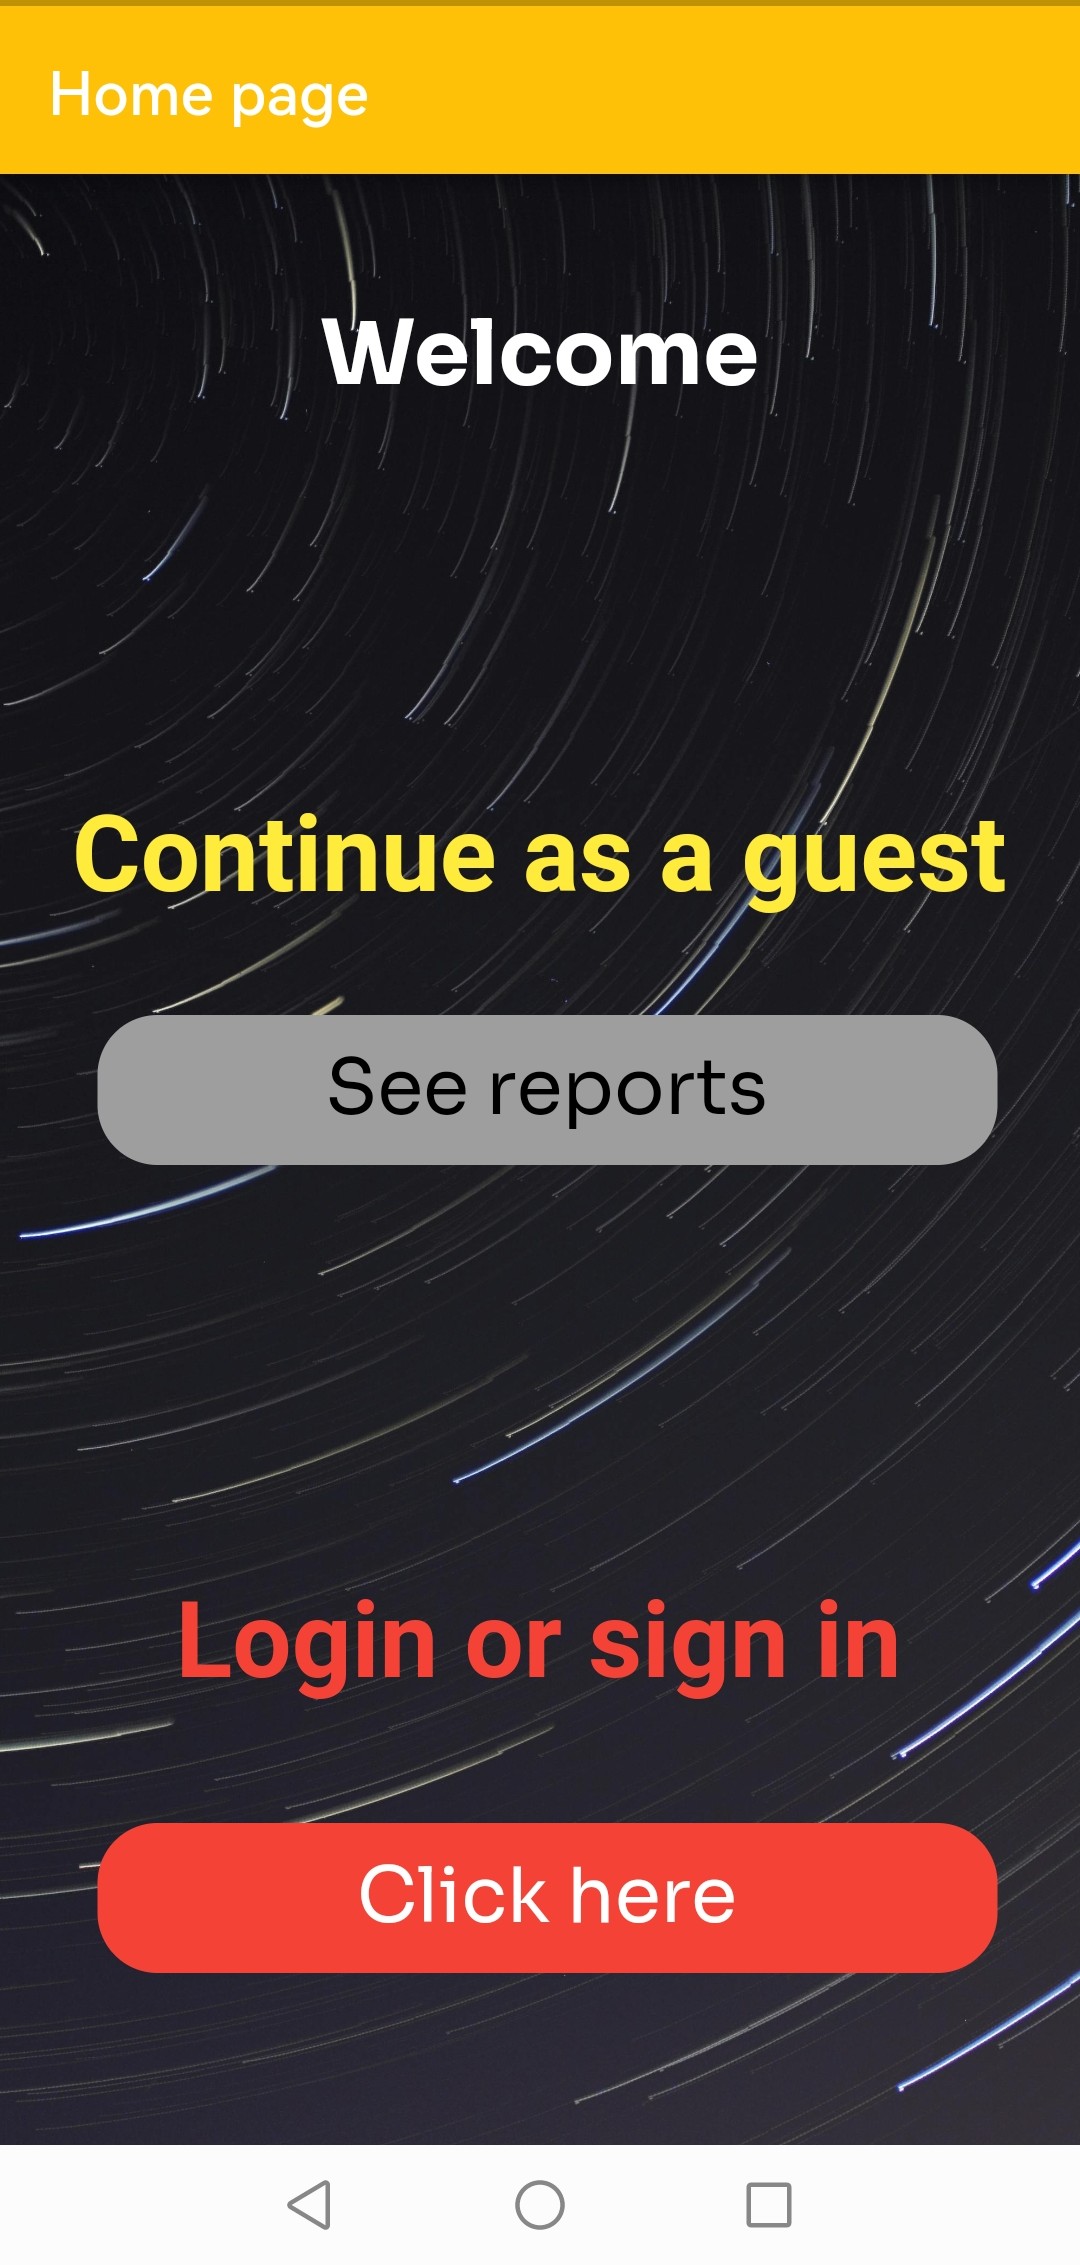 Home page
Welcome
Continue as a guest
See reports
Login or sign in
Click here